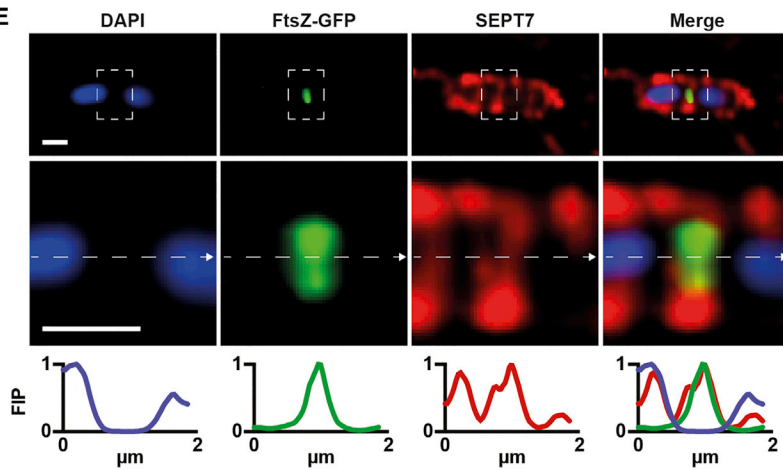 E
DAPI FtsZ-GFP SEPT7 Merge
FIP
1 1 1 1
0 0 0 0
0 2 0 2 0 2 0 2
µm µm µm µm